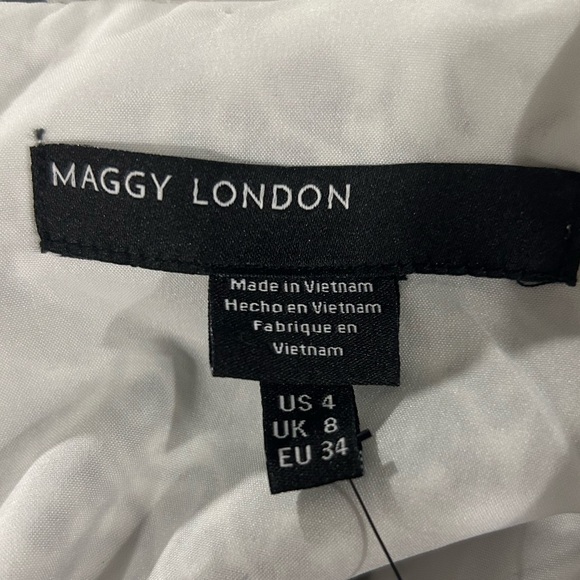 MAGGY LONDON
Made in Vietnam
Hecho en Vietnam
Fabrique en
Vietnam
US 4
UK 8
EU 34